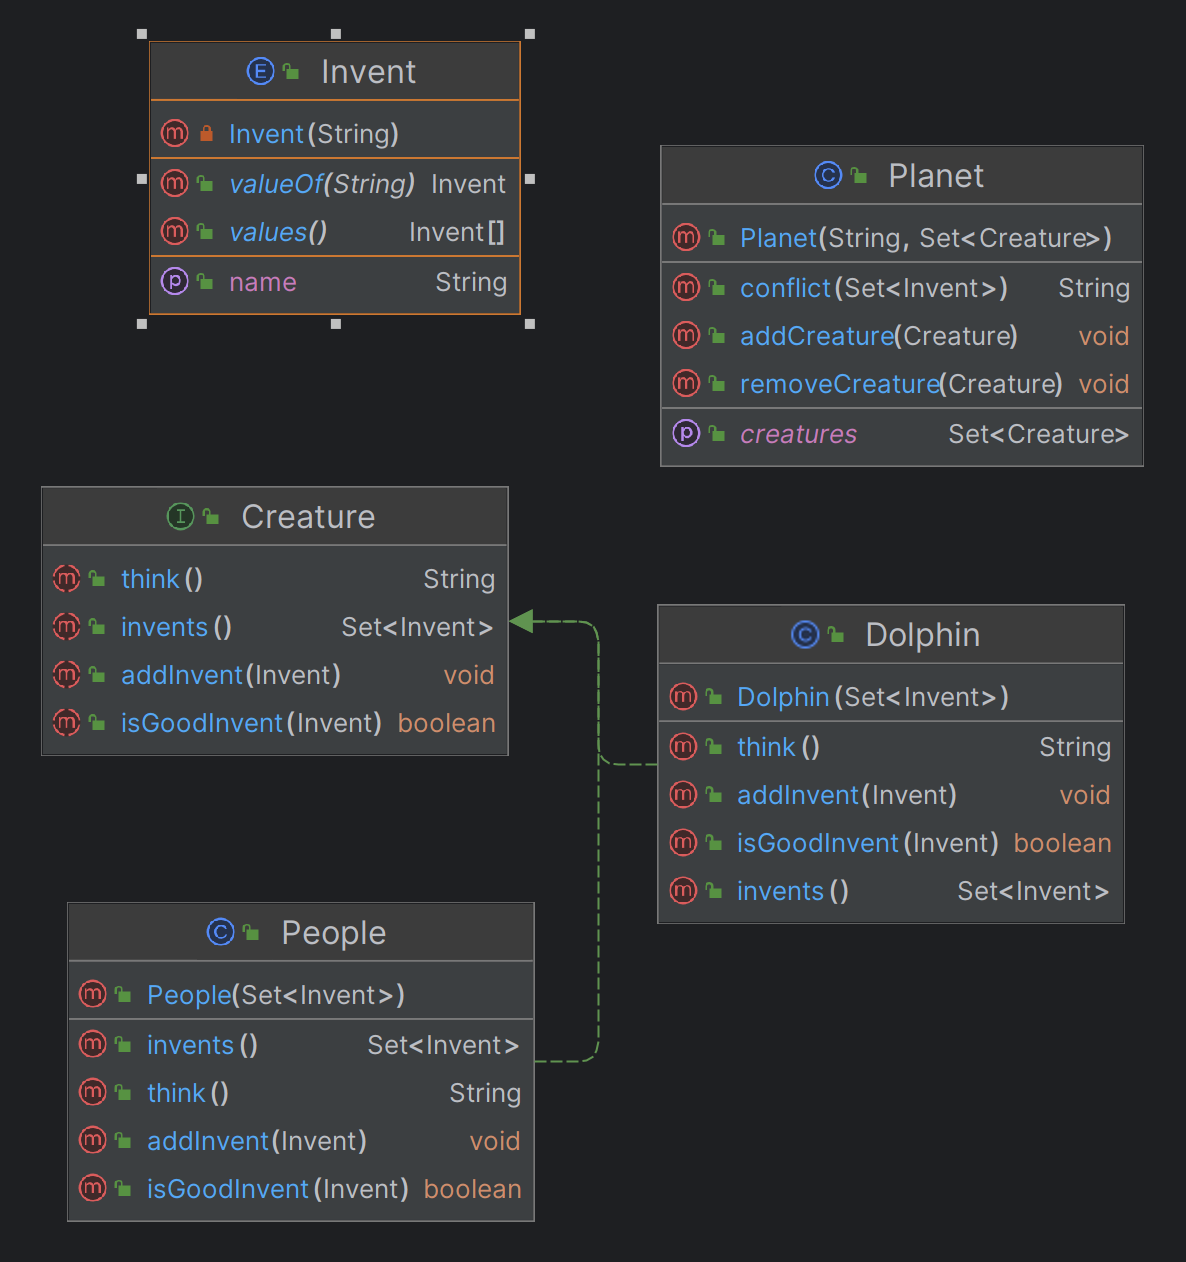 E Invent
m Invent(String)
m valueOf(String) Invent
m values() Invent[]
p name String
C Planet
m Planet(String, Set<Creature>)
m conflict(Set<Invent>) String
m addCreature(Creature) void
m removeCreature(Creature) void
p creatures Set<Creature>
I Creature
m think() String
m invents() Set<Invent>
m addInvent(Invent) void
m isGoodInvent(Invent) boolean
C Dolphin
m Dolphin(Set<Invent>)
m think() String
m addInvent(Invent) void
m isGoodInvent(Invent) boolean
m invents() Set<Invent>
C People
m People(Set<Invent>)
m invents() Set<Invent>
m think() String
m addInvent(Invent) void
m isGoodInvent(Invent) boolean